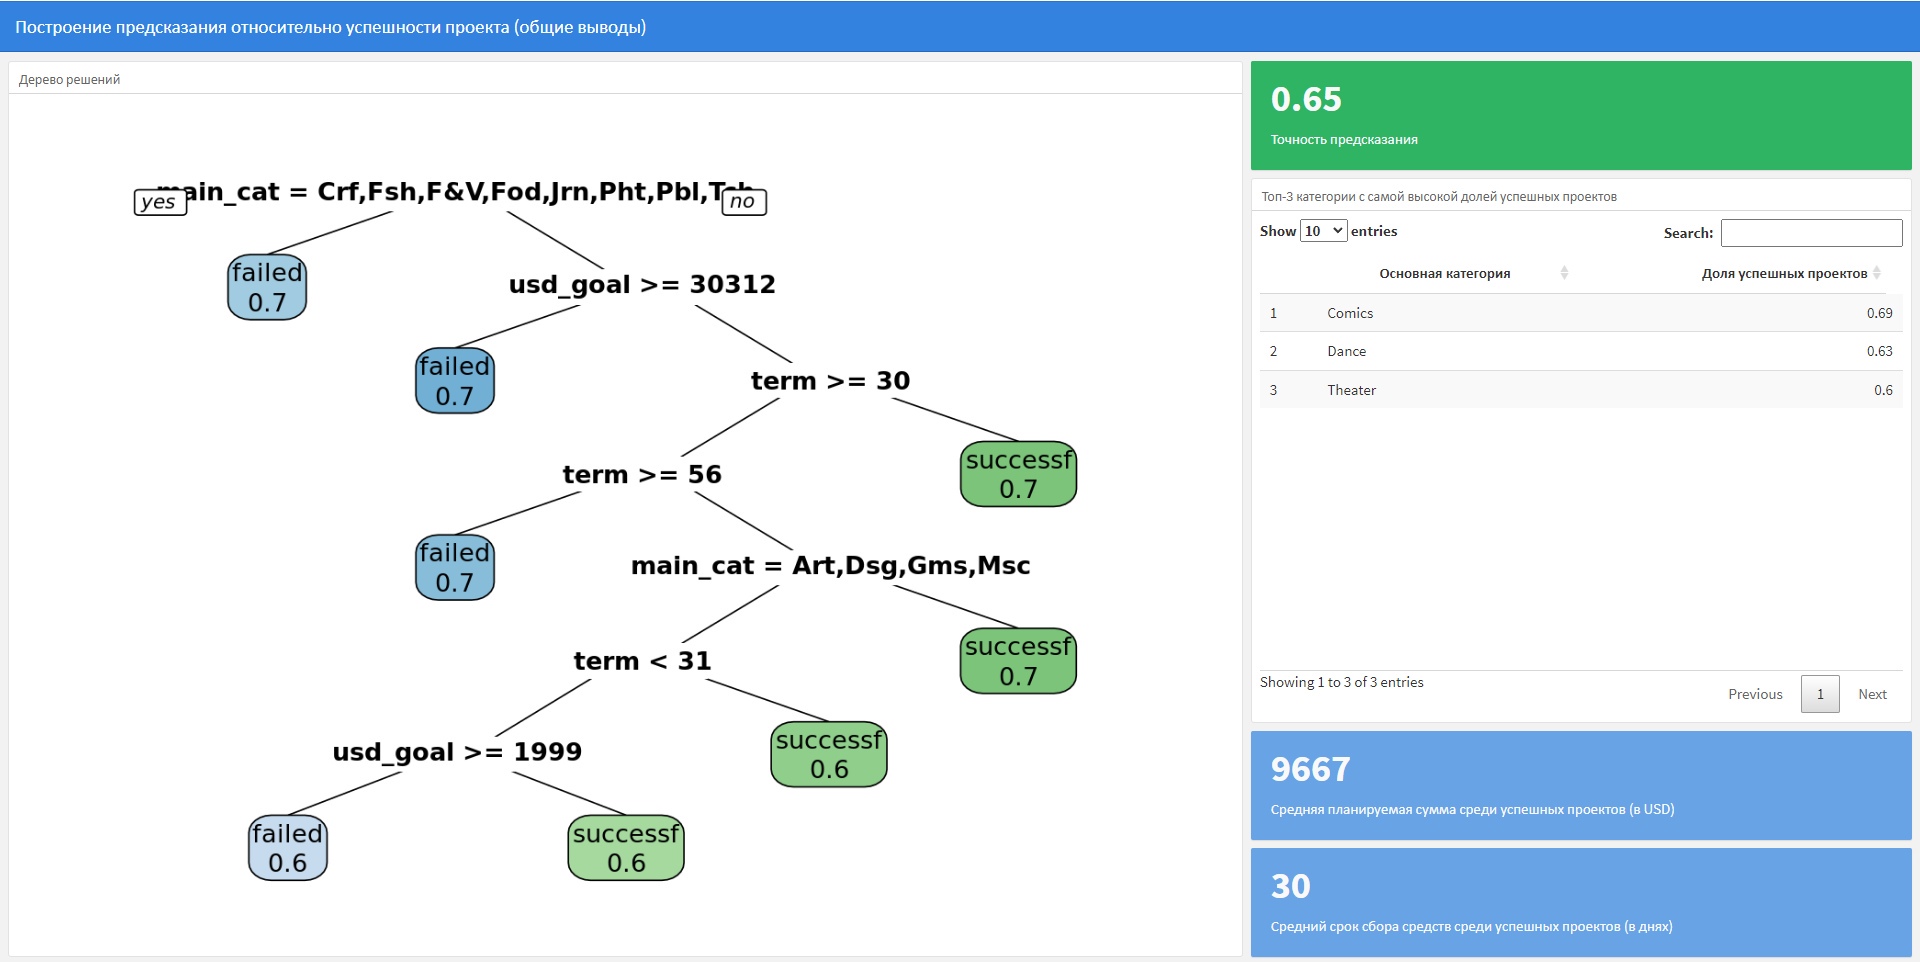 Построение предсказания относительно успешности проекта (общие выводы)
Дерево решений
main_cat = Crf,Fsh,F&V,Fod,Jrn,Pht,Pbl,Tch
yes
no
failed
0.7
usd_goal >= 30312
failed
0.7
term >= 30
term >= 56
successf
0.7
failed
0.7
main_cat = Art,Dsg,Gms,Msc
term < 31
successf
0.7
usd_goal >= 1999
successf
0.6
failed
0.6
successf
0.6
0.65
Точность предсказания
Топ-3 категории с самой высокой долей успешных проектов
Show 10 entries
Search:
Основная категория Доля успешных проектов
1 Comics 0.69
2 Dance 0.63
3 Theater 0.6
Showing 1 to 3 of 3 entries
Previous 1 Next
9667
Средняя планируемая сумма среди успешных проектов (в USD)
30
Средний срок сбора средств среди успешных проектов (в днях)